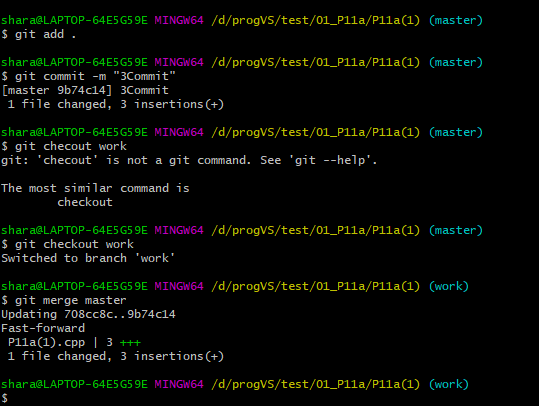 shara@LAPTOP-64E5G59E MINGW64 /d/progVS/test/01_P11a/P11a(1) (master)
$ git add .
shara@LAPTOP-64E5G59E MINGW64 /d/progVS/test/01_P11a/P11a(1) (master)
$ git commit -m "3Commit"
[master 9b74c14] 3Commit
1 file changed, 3 insertions(+)
shara@LAPTOP-64E5G59E MINGW64 /d/progVS/test/01_P11a/P11a(1) (master)
$ git checout work
git: 'checout' is not a git command. See 'git --help'.
The most similar command is
checkout
shara@LAPTOP-64E5G59E MINGW64 /d/progVS/test/01_P11a/P11a(1) (master)
$ git checkout work
Switched to branch 'work'
shara@LAPTOP-64E5G59E MINGW64 /d/progVS/test/01_P11a/P11a(1) (work)
$ git merge master
Updating 708cc8c..9b74c14
Fast-forward
P11a(1).cpp | 3 +++
1 file changed, 3 insertions(+)
shara@LAPTOP-64E5G59E MINGW64 /d/progVS/test/01_P11a/P11a(1) (work)
$